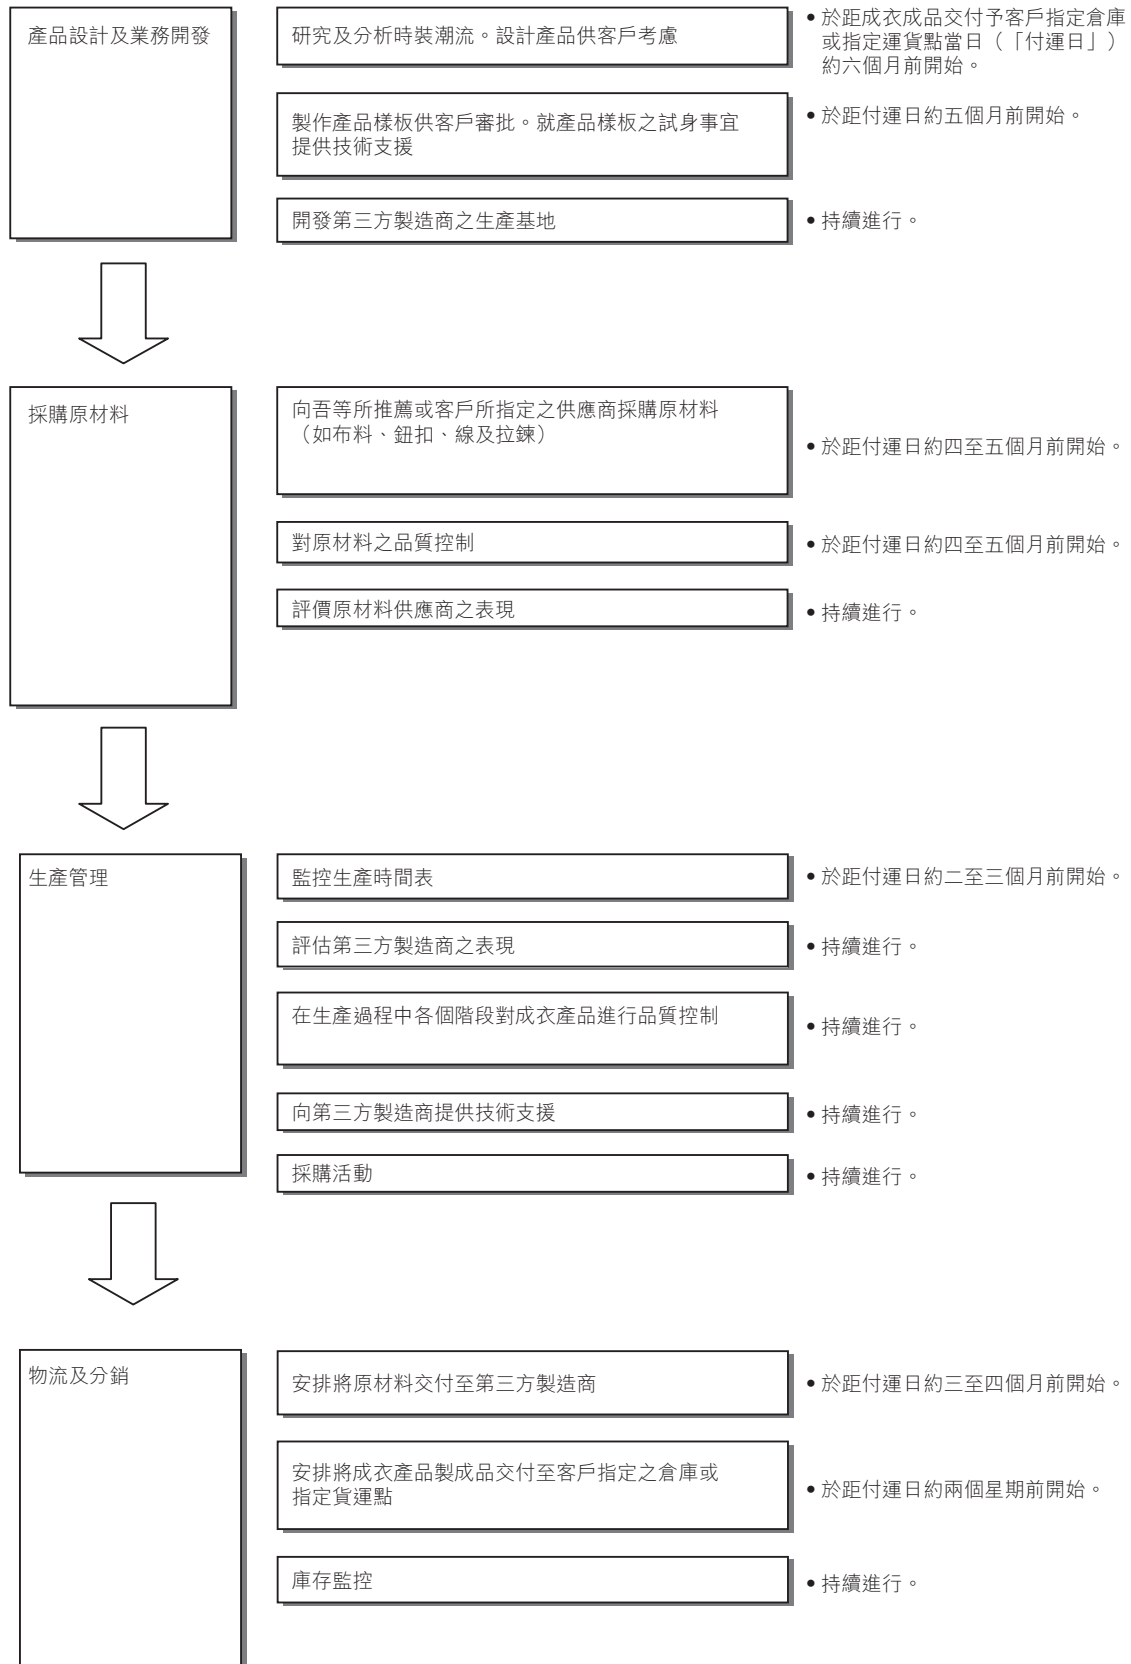 產品設計及業務開發
研究及分析時裝潮流。設計產品供客戶考慮
• 於距成衣成品交付予客戶指定倉庫
或指定運貨點當日（「付運日」）
約六個月前開始。
製作產品樣板供客戶審批。就產品樣板之試身事宜
提供技術支援
• 於距付運日約五個月前開始。
開發第三方製造商之生產基地
• 持續進行。
採購原材料
向吾等所推薦或客戶所指定之供應商採購原材料
（如布料、鈕扣、線及拉鍊）
• 於距付運日約四至五個月前開始。
對原材料之品質控制
• 於距付運日約四至五個月前開始。
評價原材料供應商之表現
• 持續進行。
生產管理
監控生產時間表
• 於距付運日約二至三個月前開始。
評估第三方製造商之表現
• 持續進行。
在生產過程中各個階段對成衣產品進行品質控制
• 持續進行。
向第三方製造商提供技術支援
• 持續進行。
採購活動
• 持續進行。
物流及分銷
安排將原材料交付至第三方製造商
• 於距付運日約三至四個月前開始。
安排將成衣產品製成品交付至客戶指定之倉庫或
指定貨運點
• 於距付運日約兩個星期前開始。
庫存監控
• 持續進行。